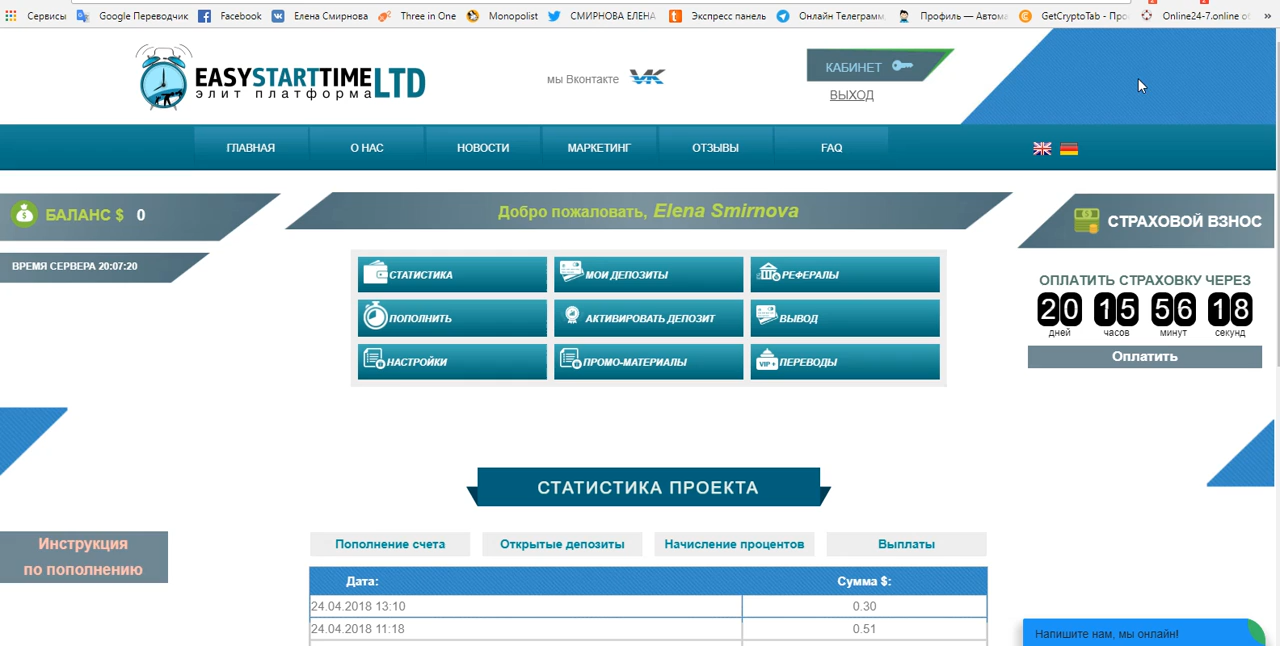 Сервисы Google Переводчик Facebook Елена Смирнова Three in One Monopolist СМИРНОВА ЕЛЕНА Экспресс панель Онлайн Телеграмм Профиль — Автома GetCryptoTab - Про Online24-7.online о »
EASYSTARTTIME LTD
элит платформа
мы Вконтакте
КАБИНЕТ
ВЫХОД
ГЛАВНАЯ О НАС НОВОСТИ МАРКЕТИНГ ОТЗЫВЫ FAQ
БАЛАНС $ 0
Добро пожаловать, Elena Smirnova
СТРАХОВОЙ ВЗНОС
ВРЕМЯ СЕРВЕРА 20:07:20
СТАТИСТИКА МОИ ДЕПОЗИТЫ РЕФЕРАЛЫ
ПОПОЛНИТЬ АКТИВИРОВАТЬ ДЕПОЗИТ ВЫВОД
НАСТРОЙКИ ПРОМО-МАТЕРИАЛЫ VIP + ПЕРЕВОДЫ
ОПЛАТИТЬ СТРАХОВКУ ЧЕРЕЗ
20 15 56 18
дней часов минут секунд
Оплатить
СТАТИСТИКА ПРОЕКТА
Инструкция
по пополнению
Пополнение счета Открытые депозиты Начисление процентов Выплаты
Дата: Сумма $:
24.04.2018 13:10 0.30
24.04.2018 11:18 0.51
Напишите нам, мы онлайн!